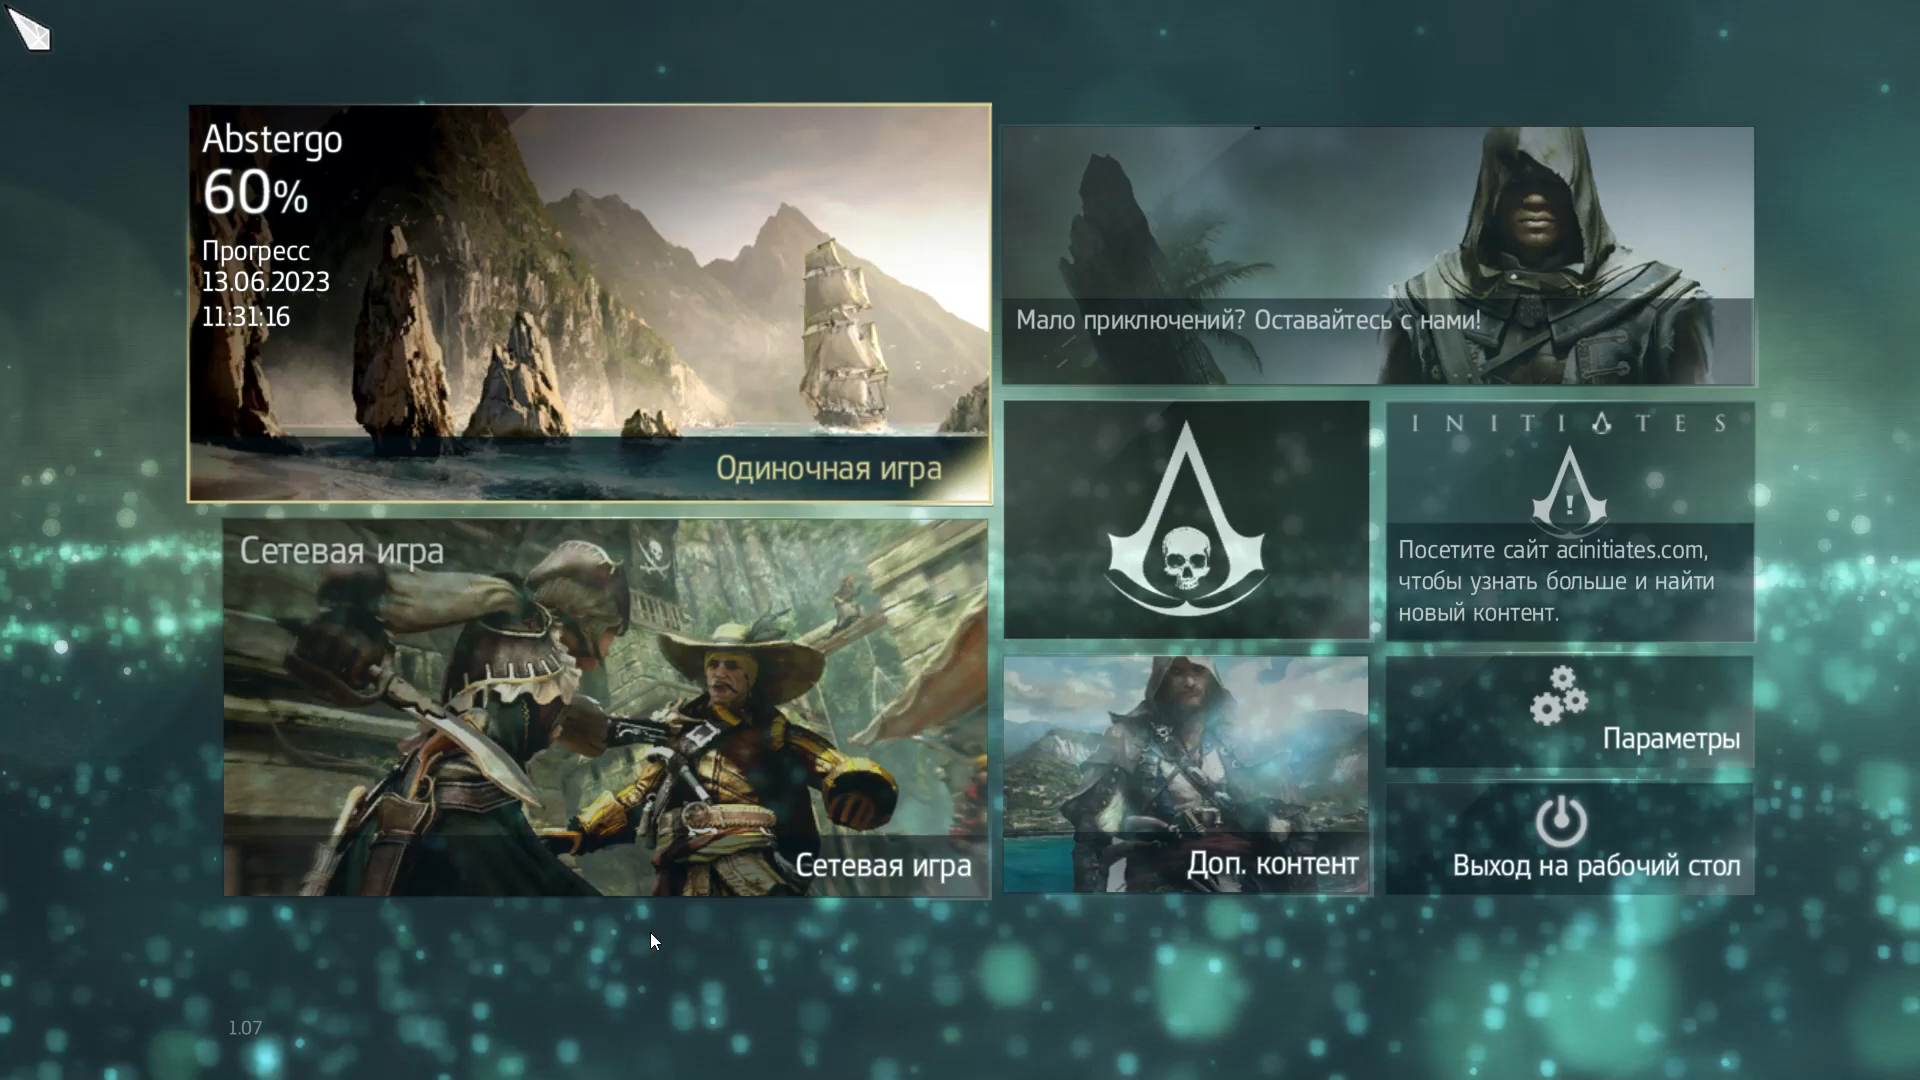 Abstergo
60%
Прогресс
13.06.2023
11:31:16
Одиночная игра
Сетевая игра
Сетевая игра
Мало приключений? Оставайтесь с нами!
INITIATES
Посетите сайт acinitiates.com,
чтобы узнать больше и найти
новый контент.
Доп. контент
Параметры
Выход на рабочий стол
1.07